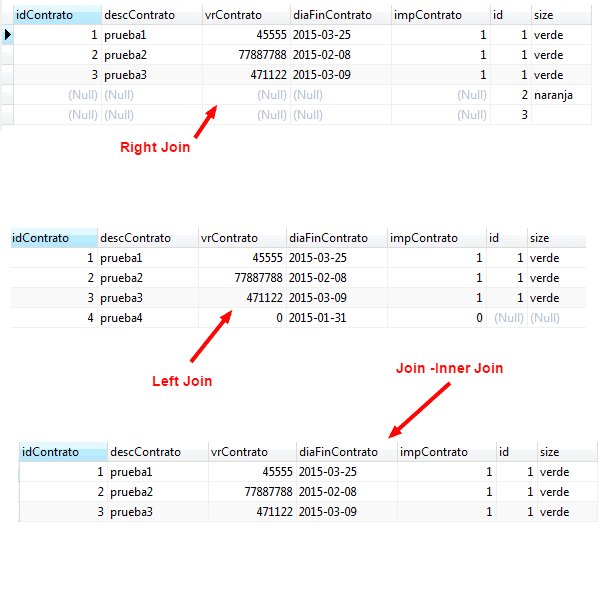 idContrato descContrato vrContrato diaFinContrato impContrato id size
1 prueba1 45555 2015-03-25 1 1 verde
2 prueba2 77887788 2015-02-08 1 1 verde
3 prueba3 471122 2015-03-09 1 1 verde
(Null) (Null) (Null) (Null) (Null) 2 naranja
(Null) (Null) (Null) (Null) (Null) 3
Right Join
idContrato descContrato vrContrato diaFinContrato impContrato id size
1 prueba1 45555 2015-03-25 1 1 verde
2 prueba2 77887788 2015-02-08 1 1 verde
3 prueba3 471122 2015-03-09 1 1 verde
4 prueba4 0 2015-01-31 0 (Null) (Null)
Left Join
Join -Inner Join
idContrato descContrato vrContrato diaFinContrato impContrato id size
1 prueba1 45555 2015-03-25 1 1 verde
2 prueba2 77887788 2015-02-08 1 1 verde
3 prueba3 471122 2015-03-09 1 1 verde